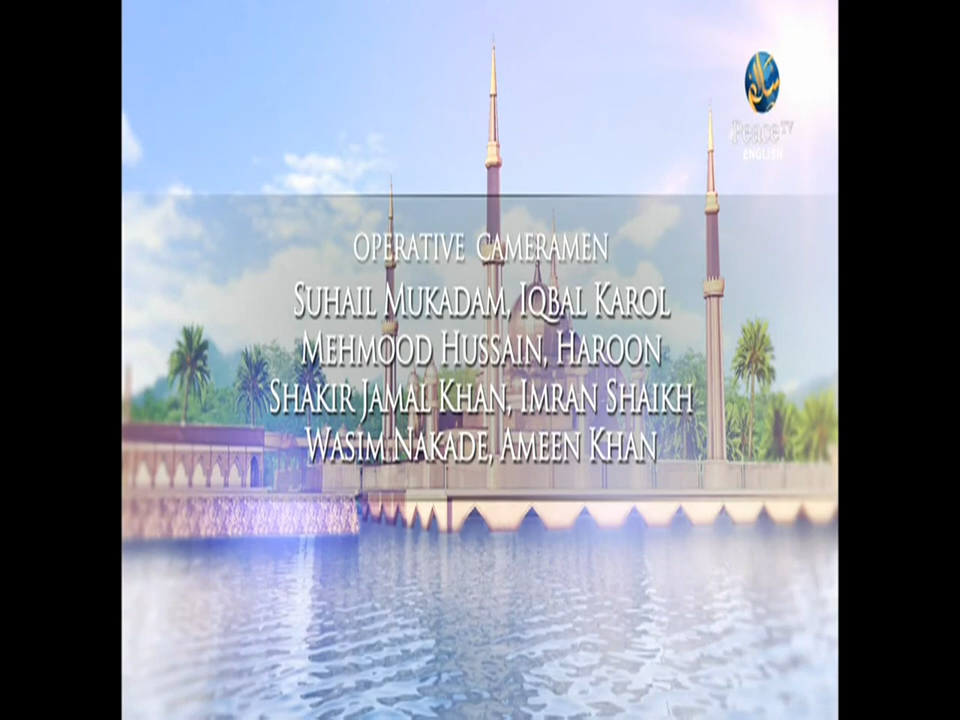 Peace TV
ENGLISH
OPERATIVE CAMERAMEN
SUHAIL MUKADAM, IQBAL KAROL
MEHMOOD HUSSAIN, HAROON
SHAKIR JAMAL KHAN, IMRAN SHAIKH
WASIM NAKADE, AMEEN KHAN